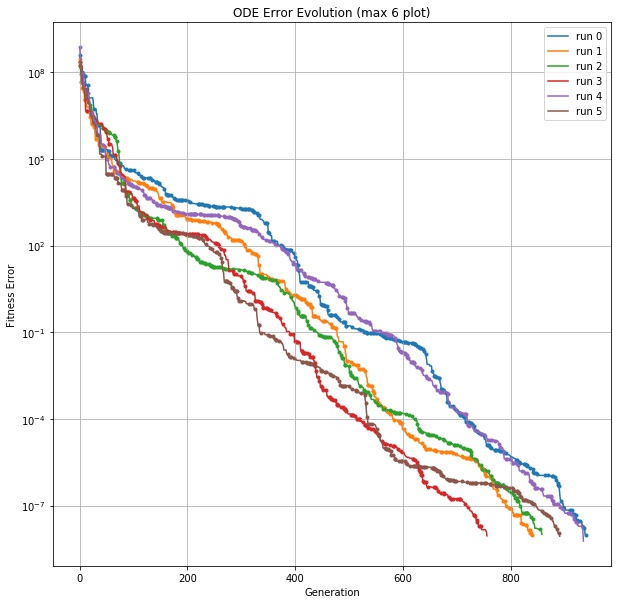 ODE Error Evolution (max 6 plot)
run 0
run 1
run 2
run 3
run 4
run 5
10^8
10^5
10^2
10^-1
10^-4
10^-7
Fitness Error
0 200 400 600 800
Generation